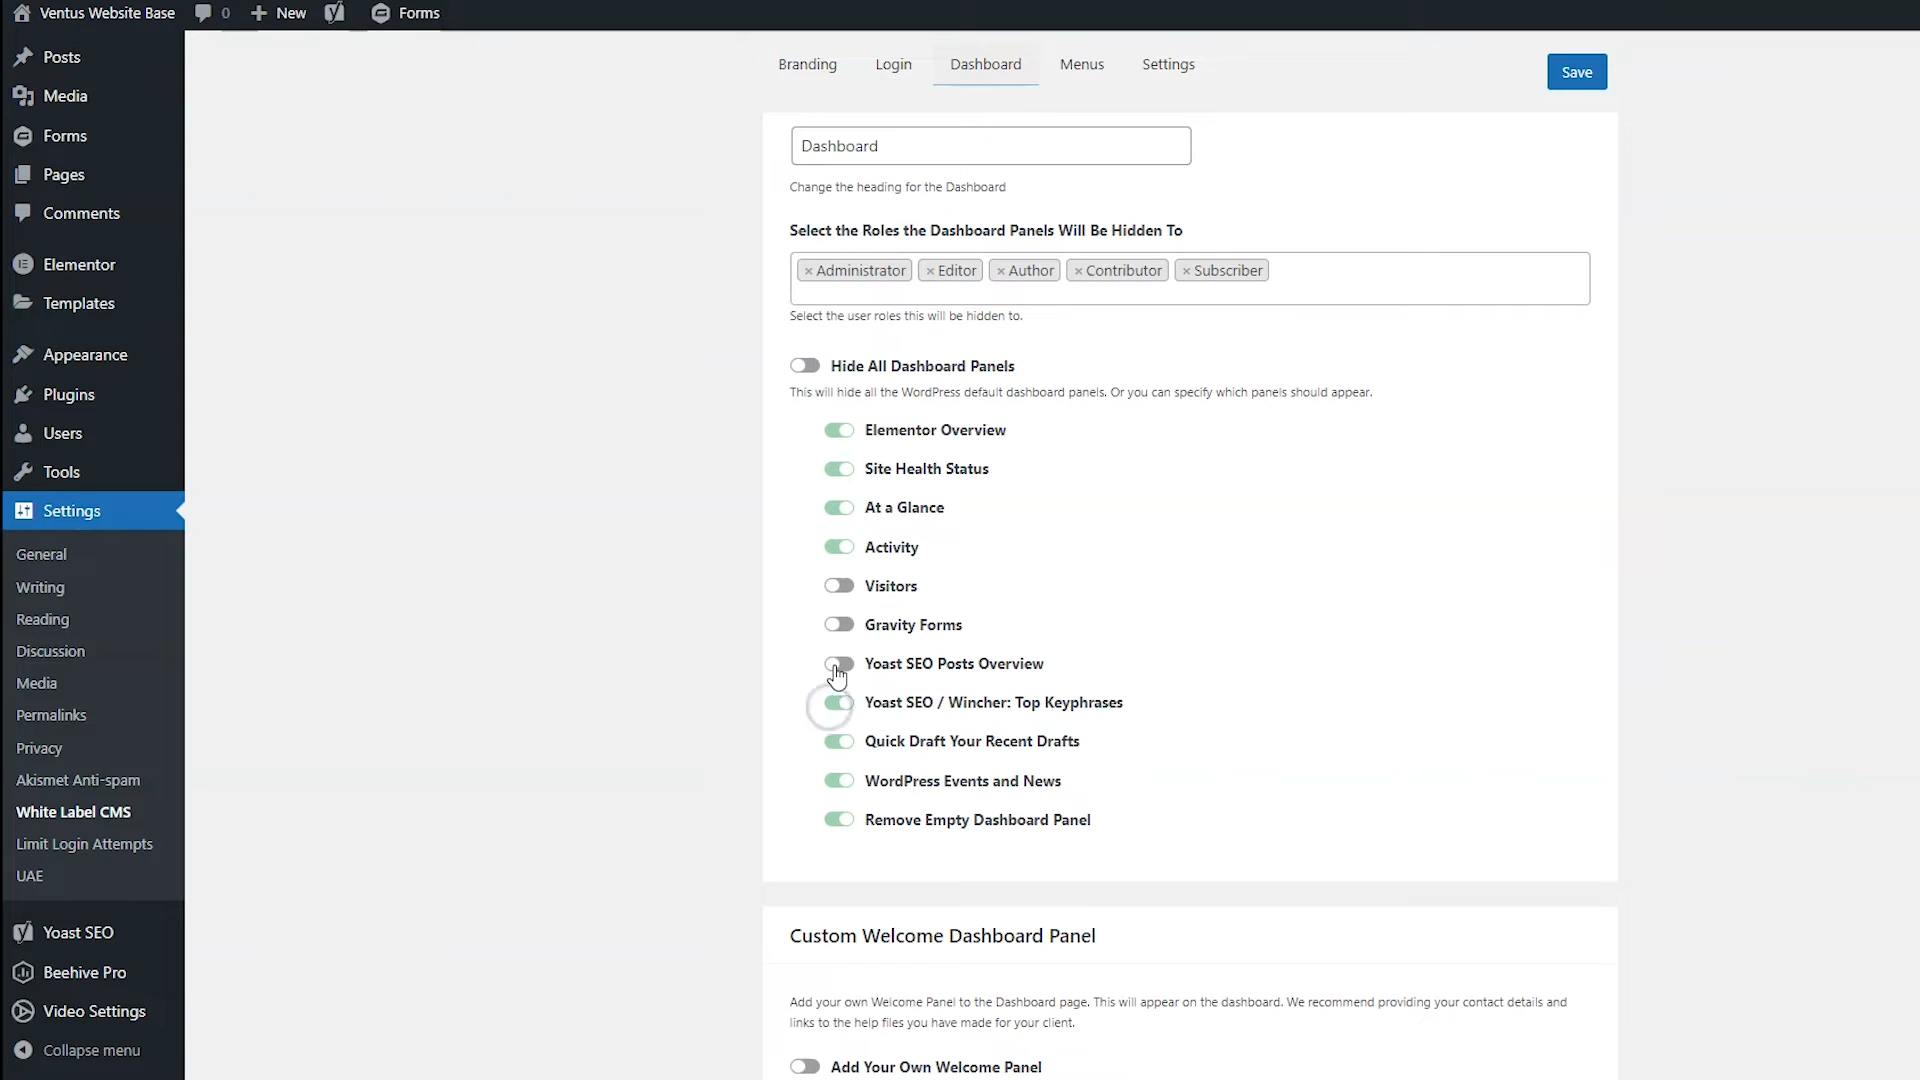 Ventus Website Base 0 New Forms
Posts
Media
Forms
Pages
Comments
Elementor
Templates
Appearance
Plugins
Users
Tools
Settings
General
Writing
Reading
Discussion
Media
Permalinks
Privacy
Akismet Anti-spam
White Label CMS
Limit Login Attempts
UAE
Yoast SEO
Beehive Pro
Video Settings
Collapse menu
Branding Login Dashboard Menus Settings
Save
Dashboard
Change the heading for the Dashboard
Select the Roles the Dashboard Panels Will Be Hidden To
× Administrator × Editor × Author × Contributor × Subscriber
Select the user roles this will be hidden to.
Hide All Dashboard Panels
This will hide all the WordPress default dashboard panels. Or you can specify which panels should appear.
Elementor Overview
Site Health Status
At a Glance
Activity
Visitors
Gravity Forms
Yoast SEO Posts Overview
Yoast SEO / Wincher: Top Keyphrases
Quick Draft Your Recent Drafts
WordPress Events and News
Remove Empty Dashboard Panel
Custom Welcome Dashboard Panel
Add your own Welcome Panel to the Dashboard page. This will appear on the dashboard. We recommend providing your contact details and
links to the help files you have made for your client.
Add Your Own Welcome Panel